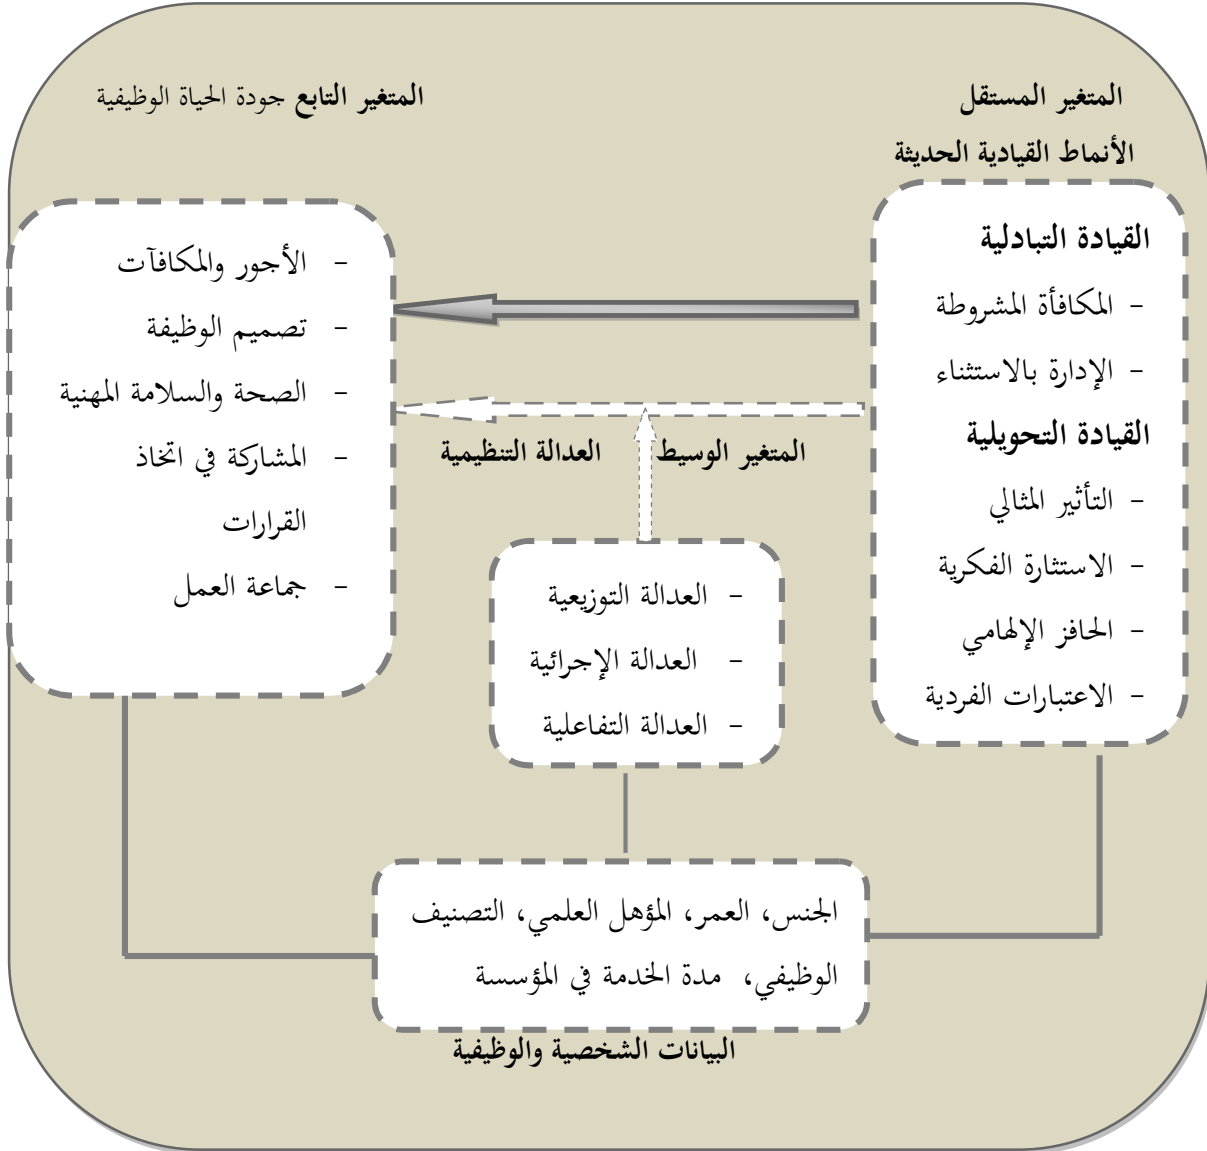 المتغير المستقل
الأنماط القيادية الحديثة
القيادة التبادلية
- المكافأة المشروطة
- الإدارة بالاستثناء
القيادة التحويلية
- التأثير المثالي
- الاستثارة الفكرية
- الحافز الإلهامي
- الاعتبارات الفردية
المتغير الوسيط العدالة التنظيمية
- العدالة التوزيعية
- العدالة الإجرائية
- العدالة التفاعلية
المتغير التابع جودة الحياة الوظيفية
- الأجور والمكافآت
- تصميم الوظيفة
- الصحة والسلامة المهنية
- المشاركة في اتخاذ
القرارات
- جماعة العمل
الجنس، العمر، المؤهل العلمي، التصنيف
الوظيفي، مدة الخدمة في المؤسسة
البيانات الشخصية والوظيفية